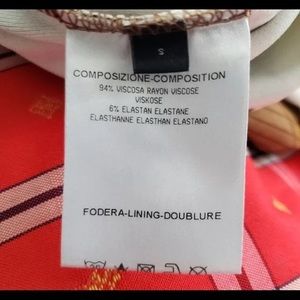 S
COMPOSIZIONE-COMPOSITION
94% VISCOSA RAYON VISCOSE
VISKOSE
6% ELASTAN ELASTANE
ELASTHANNE ELASTHAN ELASTANO
FODERA-LINING-DOUBLURE